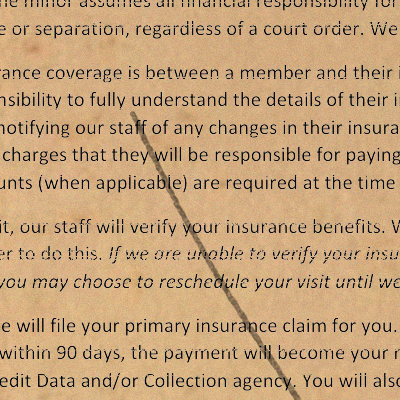 he minor assumes all financial responsibility for
e or separation, regardless of a court order. We
rance coverage is between a member and their i
nsibility to fully understand the details of their i
notifying our staff of any changes in their insura
charges that they will be responsible for paying
unts (when applicable) are required at the time
it, our staff will verify your insurance benefits. W
er to do this. If we are unable to verify your insu
you may choose to reschedule your visit until we
e will file your primary insurance claim for you.
within 90 days, the payment will become your r
edit Data and/or Collection agency. You will also